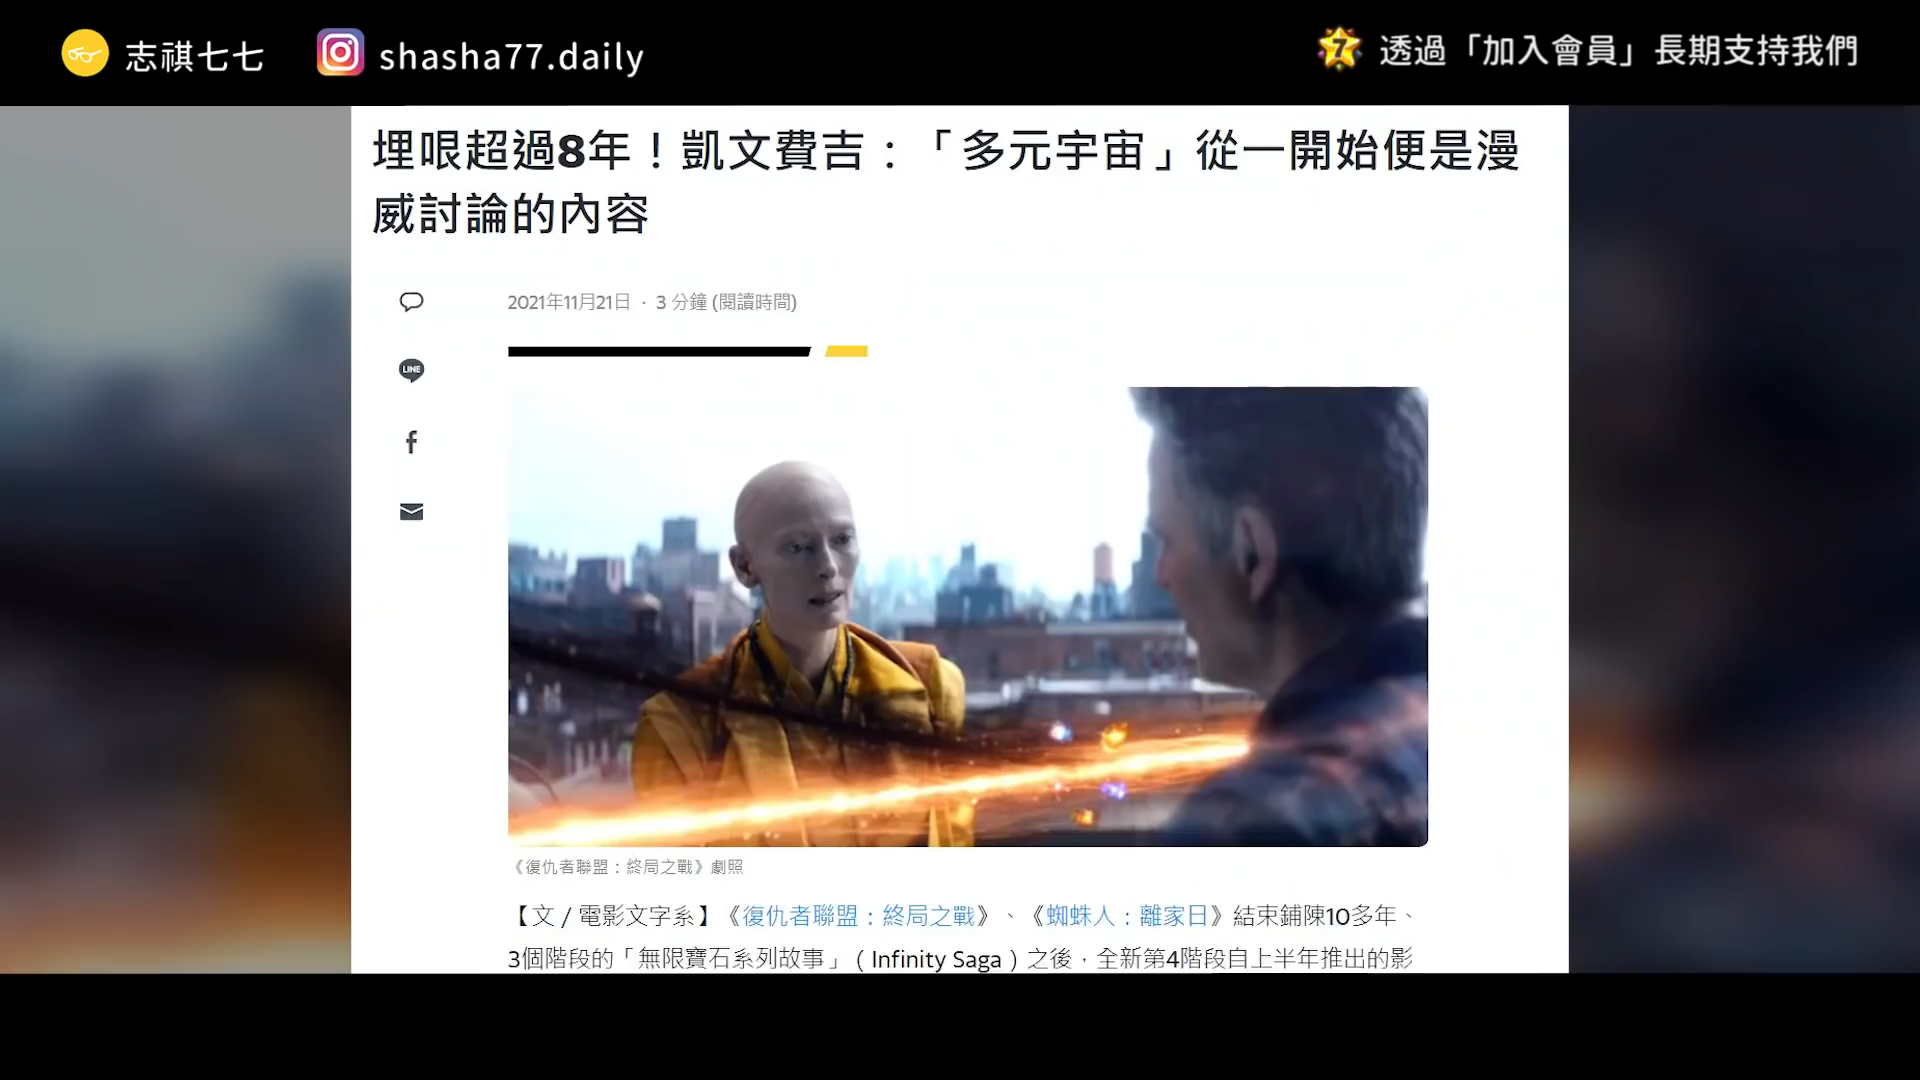 志祺七七
shasha77.daily
7 透過「加入會員」長期支持我們
埋哏超過8年！凱文費吉：「多元宇宙」從一開始便是漫
威討論的內容
2021年11月21日 · 3 分鐘 (閱讀時間)
LINE
《復仇者聯盟：終局之戰》劇照
【文 / 電影文字系】《復仇者聯盟：終局之戰》、《蜘蛛人：離家日》結束鋪陳10多年、
3個階段的「無限寶石系列故事」（Infinity Saga）之後，全新第4階段自上半年推出的影